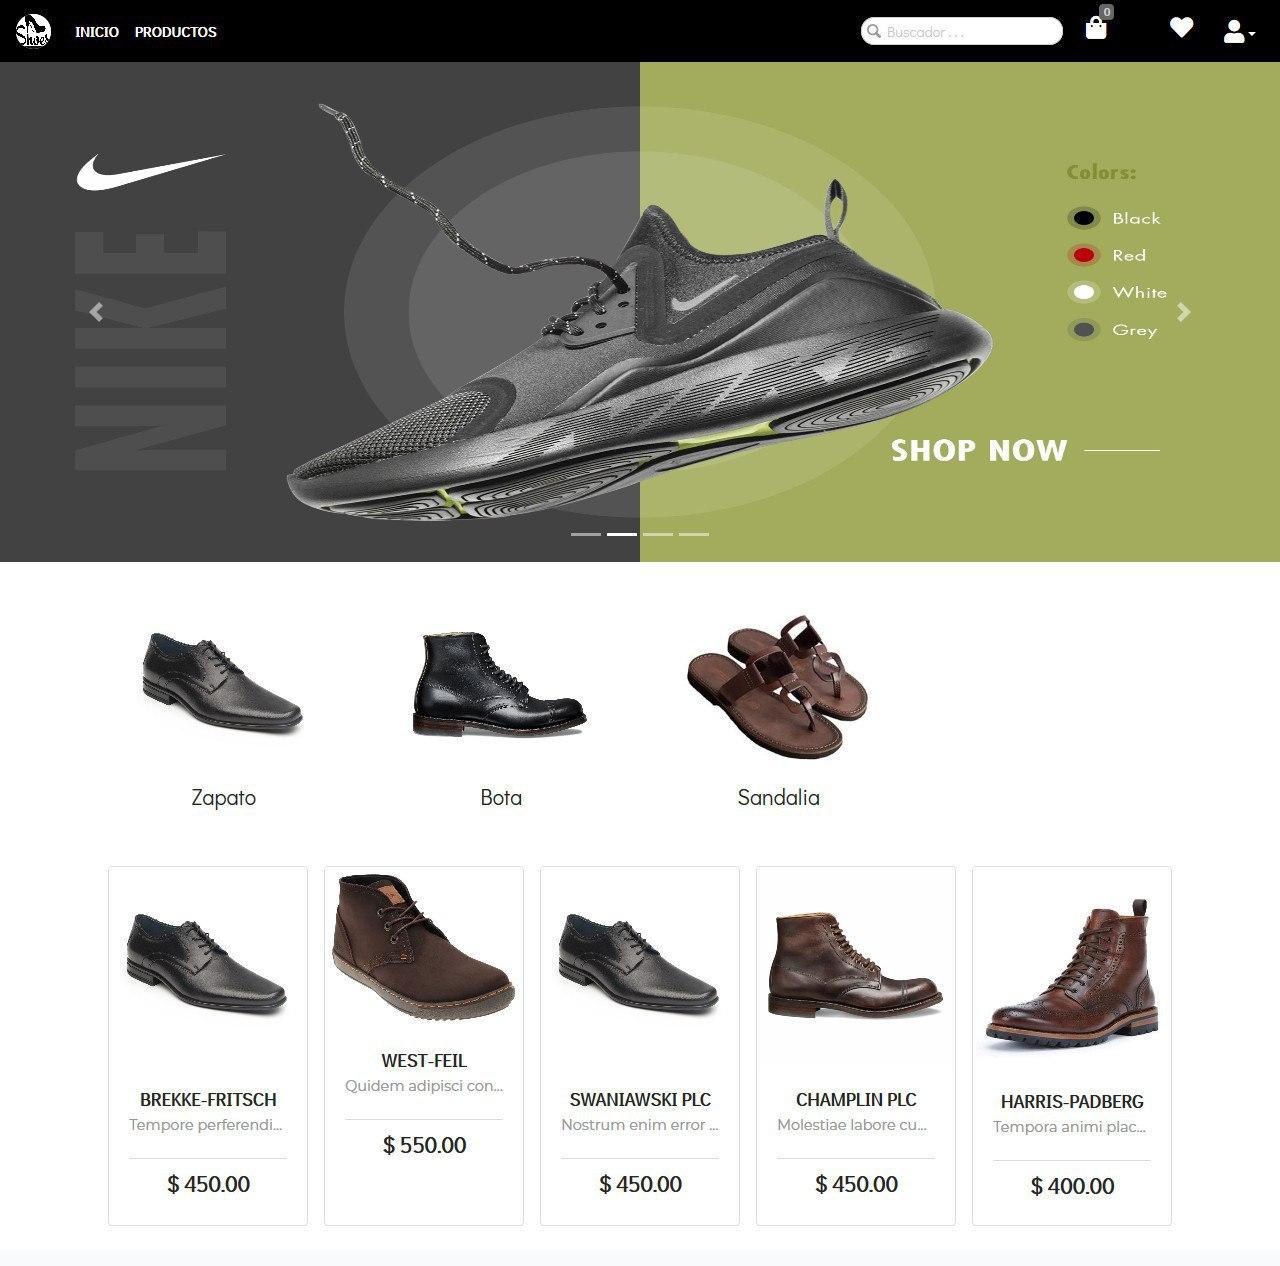 Shoes
INICIO PRODUCTOS
Buscador . . .
0
NIKE
Colors:
Black
Red
White
Grey
SHOP NOW
Zapato
Bota
Sandalia
BREKKE-FRITSCH
Tempore perferendi...
$ 450.00
WEST-FEIL
Quidem adipisci con...
$ 550.00
SWANIAWSKI PLC
Nostrum enim error ...
$ 450.00
CHAMPLIN PLC
Molestiae labore cu...
$ 450.00
HARRIS-PADBERG
Tempora animi plac...
$ 400.00